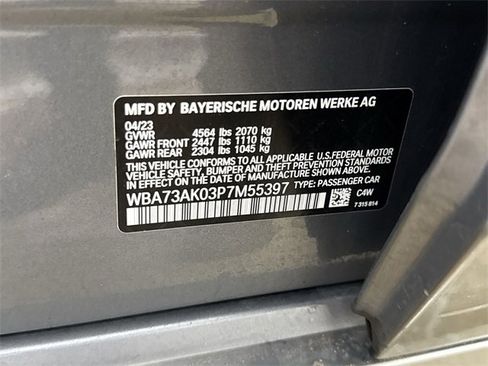 MFD BY BAYERISCHE MOTOREN WERKE AG
04/23
GVWR 4564 lbs 2070 kg
GAWR FRONT 2447 lbs 1110 kg
GAWR REAR 2304 lbs 1045 kg
THIS VEHICLE CONFORMS TO ALL APPLICABLE U.S.FEDERAL MOTOR
VEHICLE SAFETY, BUMPER, AND THEFT PREVENTION STANDARDS
IN EFFECT ON THE DATE OF MANUFACTURE SHOWN ABOVE.
WBA73AK03P7M55397 TYPE: PASSENGER CAR
C4W
7 315 814